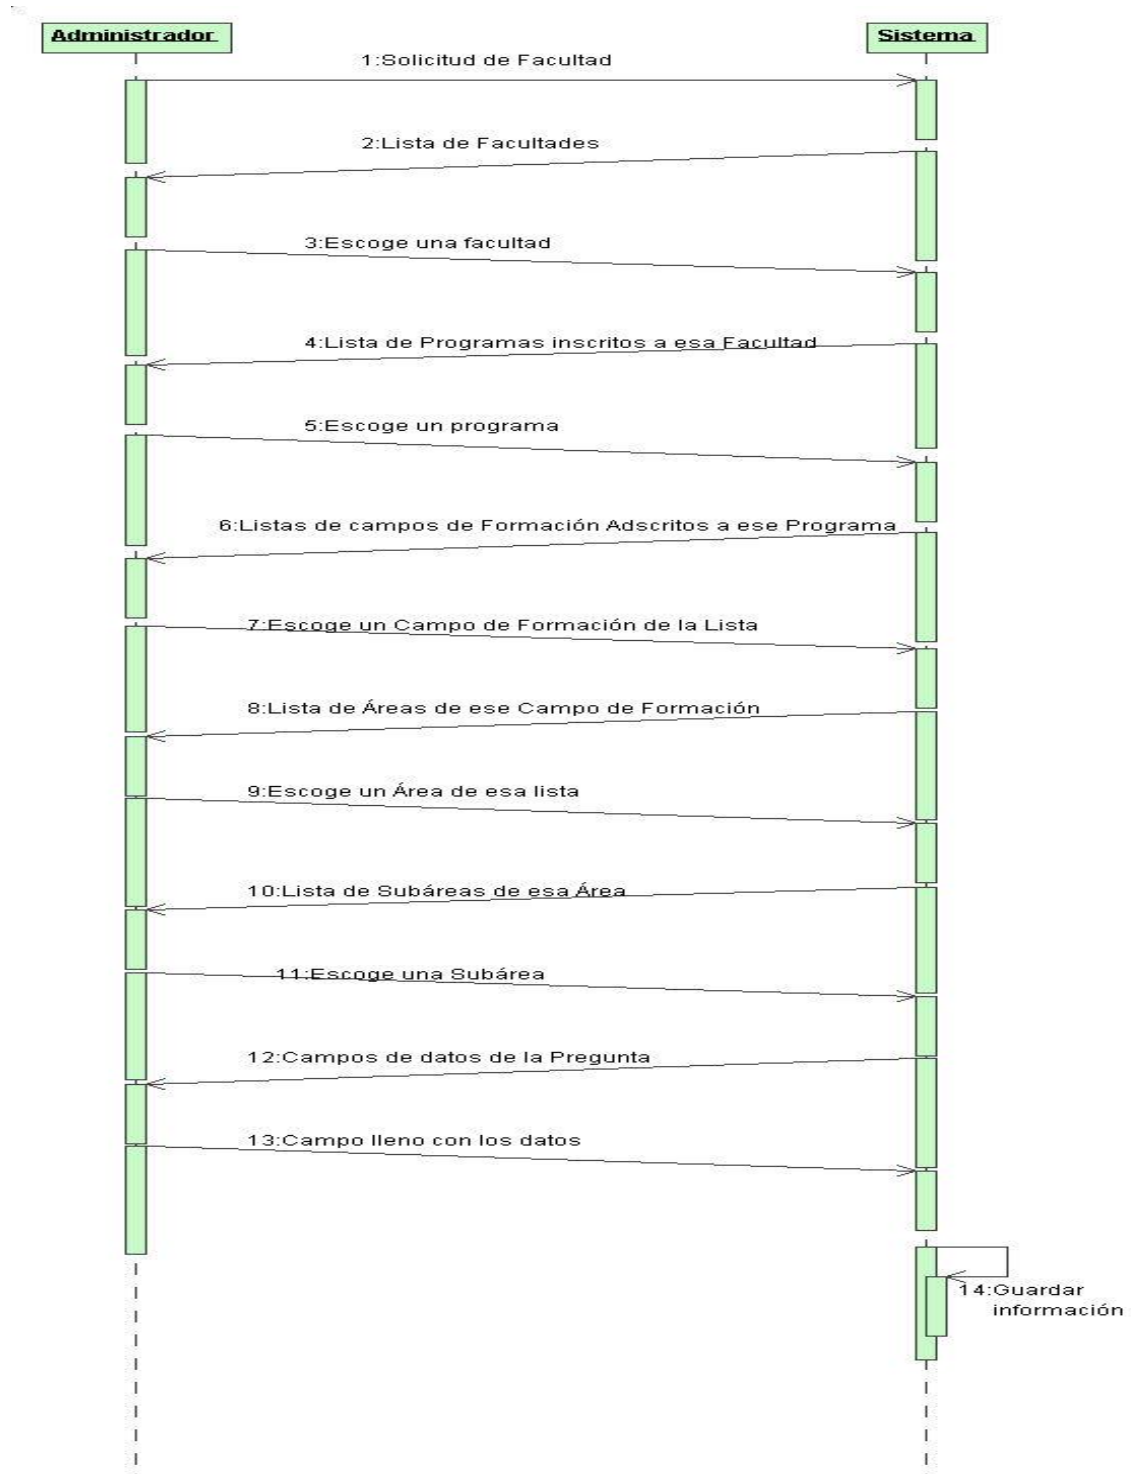 Administrador
Sistema
1:Solicitud de Facultad
2:Lista de Facultades
3:Escoge una facultad
4:Lista de Programas inscritos a esa Facultad
5:Escoge un programa
6:Listas de campos de Formación Adscritos a ese Programa
7:Escoge un Campo de Formación de la Lista
8:Lista de Áreas de ese Campo de Formación
9:Escoge un Área de esa lista
10:Lista de Subáreas de esa Área
11:Escoge una Subárea
12:Campos de datos de la Pregunta
13:Campo lleno con los datos
14:Guardar
información